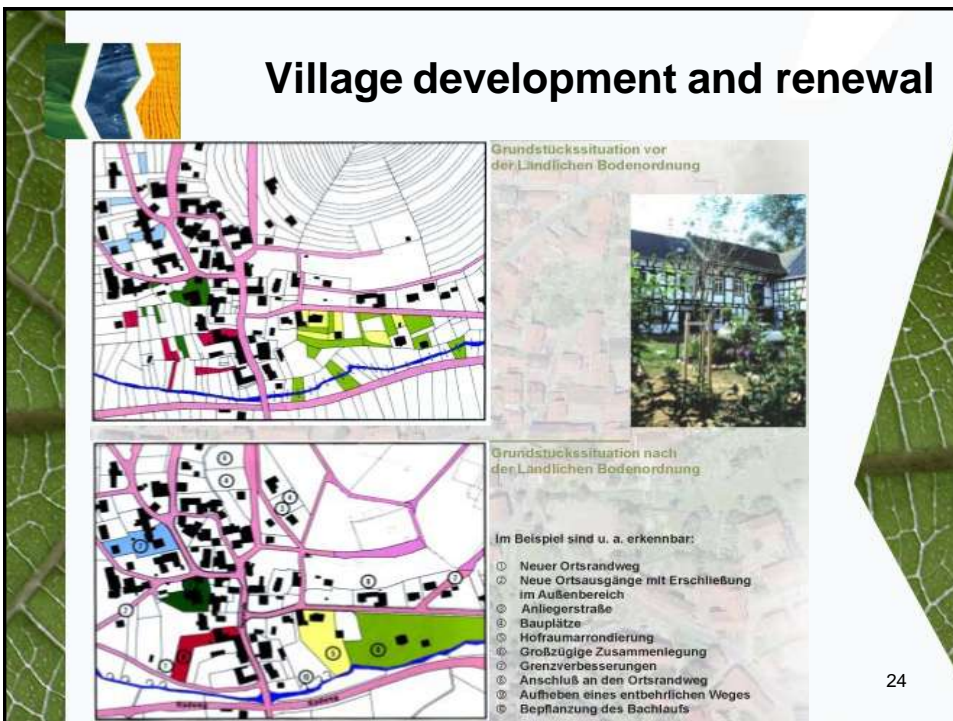 Village development and renewal
Grundstückssituation vor
der Ländlichen Bodenordnung
Grundstückssituation nach
der Ländlichen Bodenordnung
Im Beispiel sind u. a. erkennbar:
① Neuer Ortsrandweg
② Neue Ortsausgänge mit Erschließung
im Außenbereich
③ Anliegerstraße
④ Bauplätze
⑤ Hofraumarrondierung
⑥ Großzügige Zusammenlegung
⑦ Grenzverbesserungen
⑧ Anschluß an den Ortsrandweg
Aufheben eines entbehrlichen Weges
⑩ Bepflanzung des Bachlaufs
24